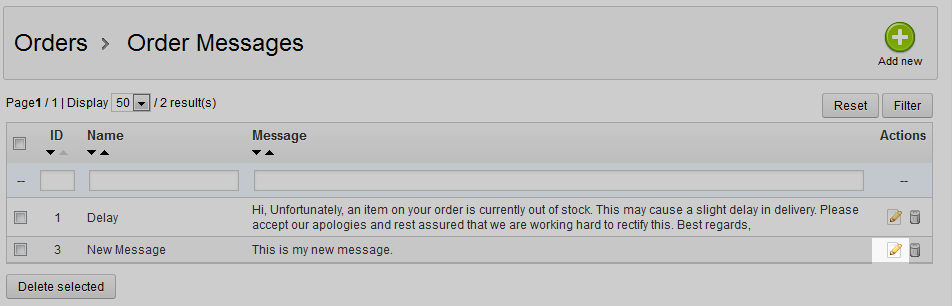 Orders > Order Messages
Add new
Page1 / 1 | Display 50 / 2 result(s)
Reset Filter
ID Name Message Actions
-- --
1 Delay Hi, Unfortunately, an item on your order is currently out of stock. This may cause a slight delay in delivery. Please
accept our apologies and rest assured that we are working hard to rectify this. Best regards,
3 New Message This is my new message.
Delete selected